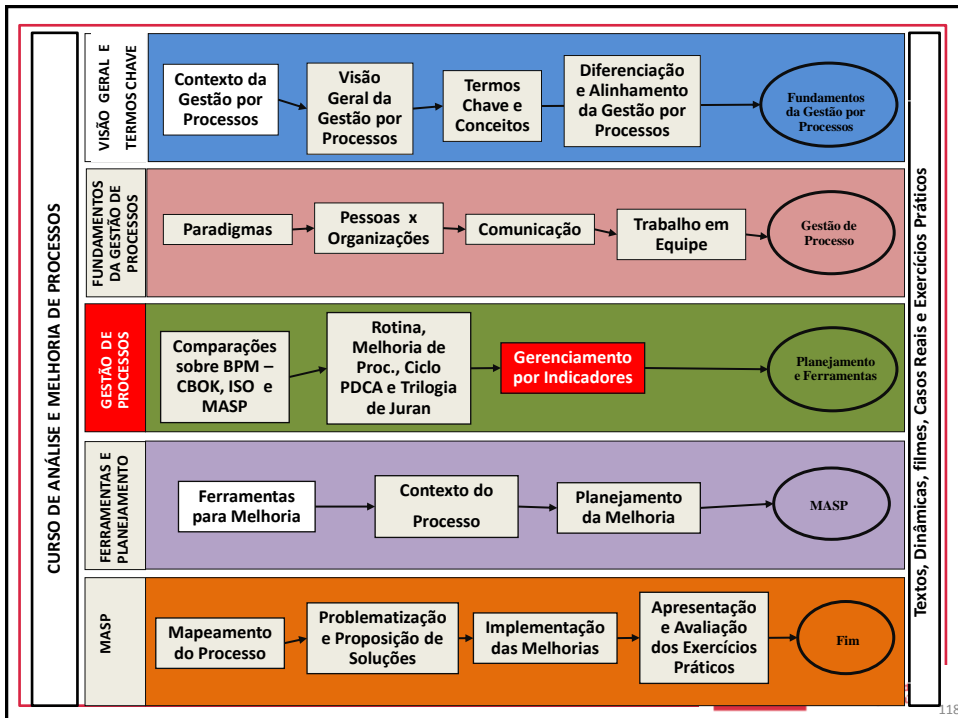 CURSO DE ANÁLISE E MELHORIA DE PROCESSOS
VISÃO GERAL E
TERMOS CHAVE
Contexto da
Gestão por
Processos
Visão
Geral da
Gestão por
Processos
Termos
Chave e
Conceitos
Diferenciação
e Alinhamento
da Gestão por
Processos
Fundamentos
da Gestão por
Processos
FUNDAMENTOS
DA GESTÃO DE
PROCESSOS
Paradigmas
Pessoas x
Organizações
Comunicação
Trabalho em
Equipe
Gestão de
Processo
GESTÃO DE
PROCESSOS
Comparações
sobre BPM –
CBOK, ISO e
MASP
Rotina,
Melhoria de
Proc., Ciclo
PDCA e Trilogia
de Juran
Gerenciamento
por Indicadores
Planejamento
e Ferramentas
FERRAMENTAS E
PLANEJAMENTO
Ferramentas
para Melhoria
Contexto do
Processo
Planejamento
da Melhoria
MASP
MASP
Mapeamento
do Processo
Problematização
e Proposição de
Soluções
Implementação
das Melhorias
Apresentação
e Avaliação
dos Exercícios
Práticos
Fim
Textos, Dinâmicas, filmes, Casos Reais e Exercícios Práticos
118